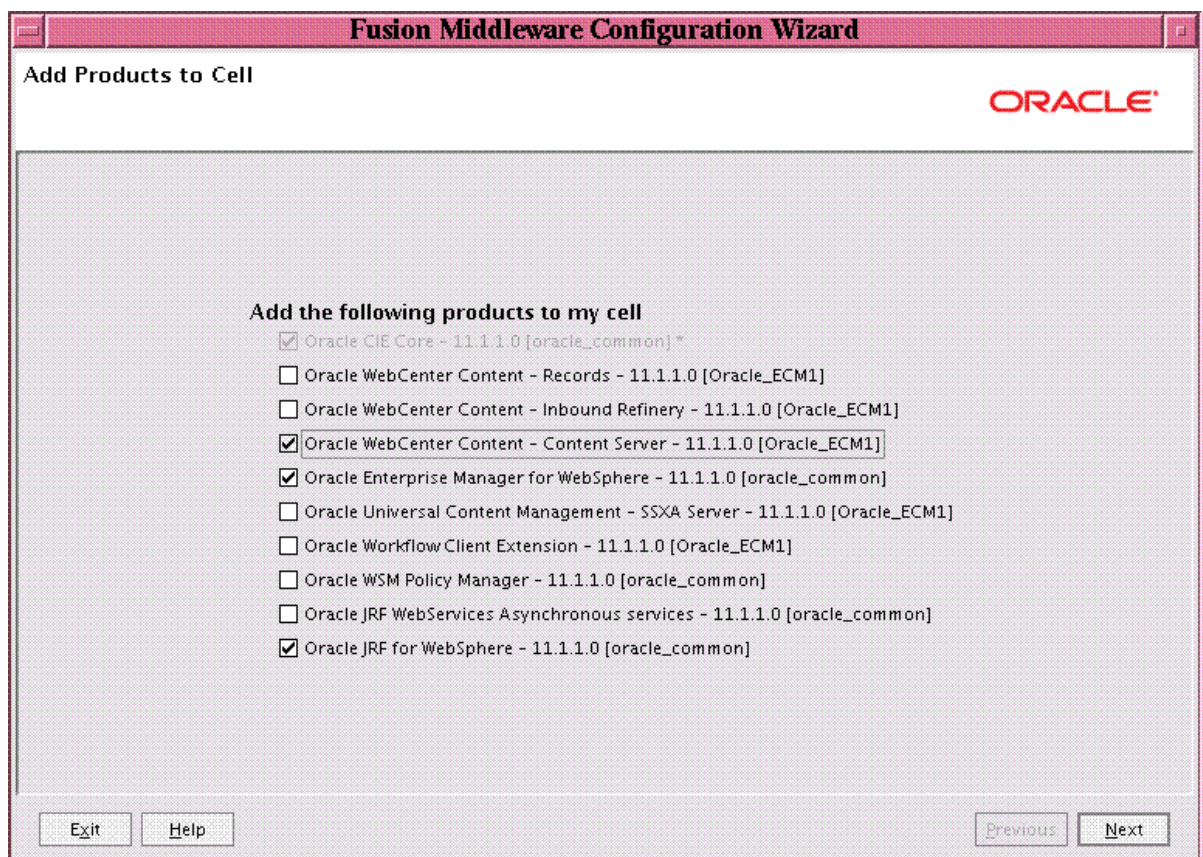 Fusion Middleware Configuration Wizard
Add Products to Cell
ORACLE
Add the following products to my cell
Oracle CIE Core - 11.1.1.0 [oracle_common] *
Oracle WebCenter Content - Records - 11.1.1.0 [Oracle_ECM1]
Oracle WebCenter Content - Inbound Refinery - 11.1.1.0 [Oracle_ECM1]
Oracle WebCenter Content - Content Server - 11.1.1.0 [Oracle_ECM1]
Oracle Enterprise Manager for WebSphere - 11.1.1.0 [oracle_common]
Oracle Universal Content Management - SSXA Server - 11.1.1.0 [Oracle_ECM1]
Oracle Workflow Client Extension - 11.1.1.0 [Oracle_ECM1]
Oracle WSM Policy Manager - 11.1.1.0 [oracle_common]
Oracle JRF WebServices Asynchronous services - 11.1.1.0 [oracle_common]
Oracle JRF for WebSphere - 11.1.1.0 [oracle_common]
Exit Help Previous Next